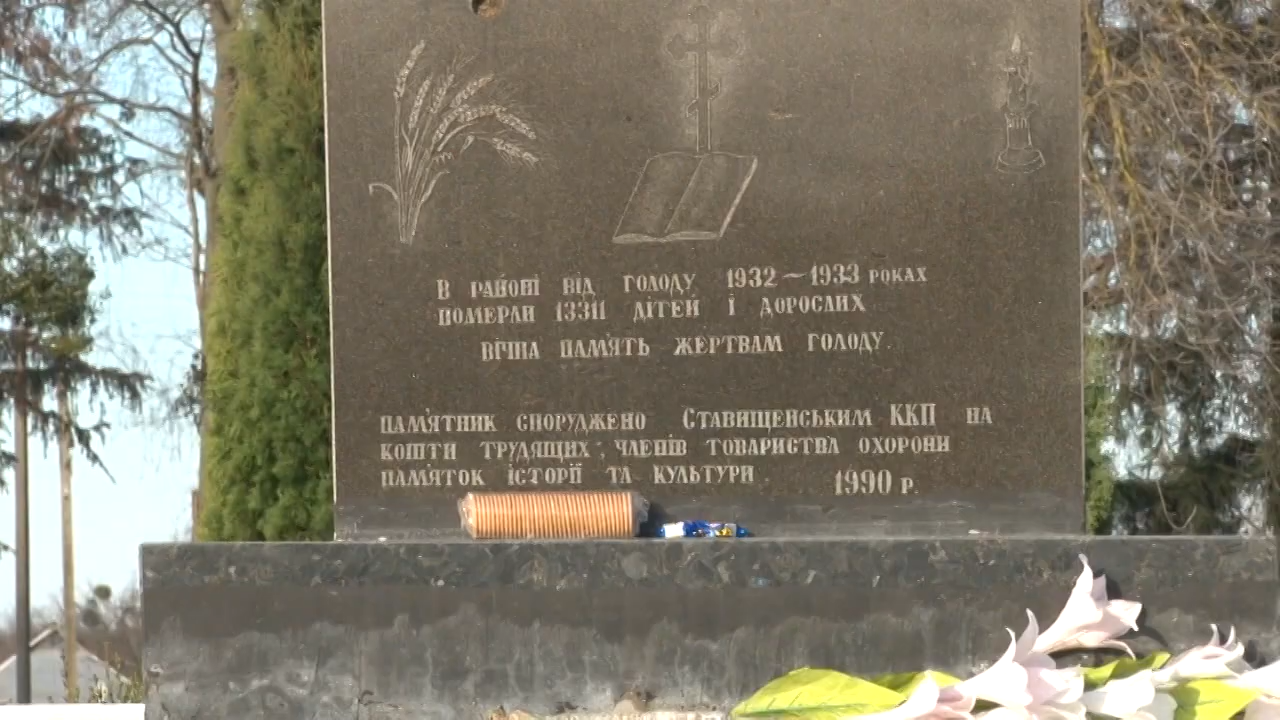 В районі від голоду 1932–1933 роках
померли 13311 дітей і дорослих
Вічна пам'ять жертвам голоду.
Пам'ятник споруджено Ставищенським ККП на
кошти трудящих, членів товариства охорони
пам'яток історії та культури. 1990 р.